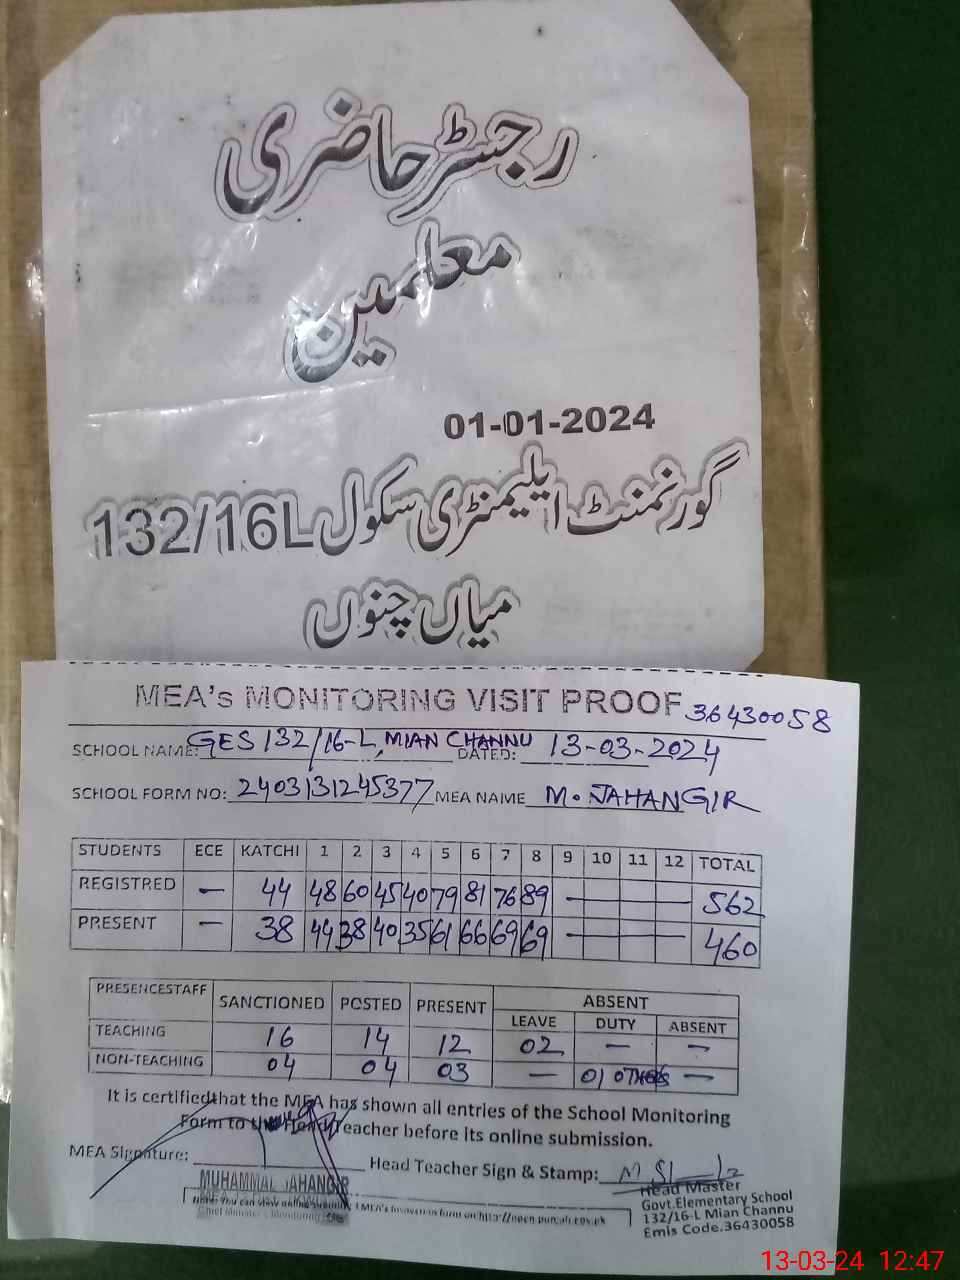 رجسٹر حاضری
معلمین
01-01-2024
گورنمنٹ ایلیمنٹری سکول 132/16L
میاں چنوں
MEA's MONITORING VISIT PROOF 36430058
SCHOOL NAME: GES 132/16-L, MIAN CHANNU DATED: 13-03-2024
SCHOOL FORM NO: 2403131245377 MEA NAME M. JAHANGIR
STUDENTS ECE KATCHI 1 2 3 4 5 6 7 8 9 10 11 12 TOTAL
REGISTRED — 44 48 60 45 40 79 81 76 89 — 562
PRESENT — 38 44 38 40 35 61 66 69 69 — 460
PRESENCESTAFF SANCTIONED POSTED PRESENT ABSENT
LEAVE DUTY ABSENT
TEACHING 16 14 12 02 — —
NON-TEACHING 04 04 03 — 01 OTHERS —
It is certified that the MEA has shown all entries of the School Monitoring
Form to the Head Teacher before its online submission.
MEA Signature: Head Teacher Sign & Stamp:
MUHAMMAD JAHANGIR
Head Master
Govt.Elementary School
132/16-L Mian Channu
Emis Code.36430058
13-03-24 12:47